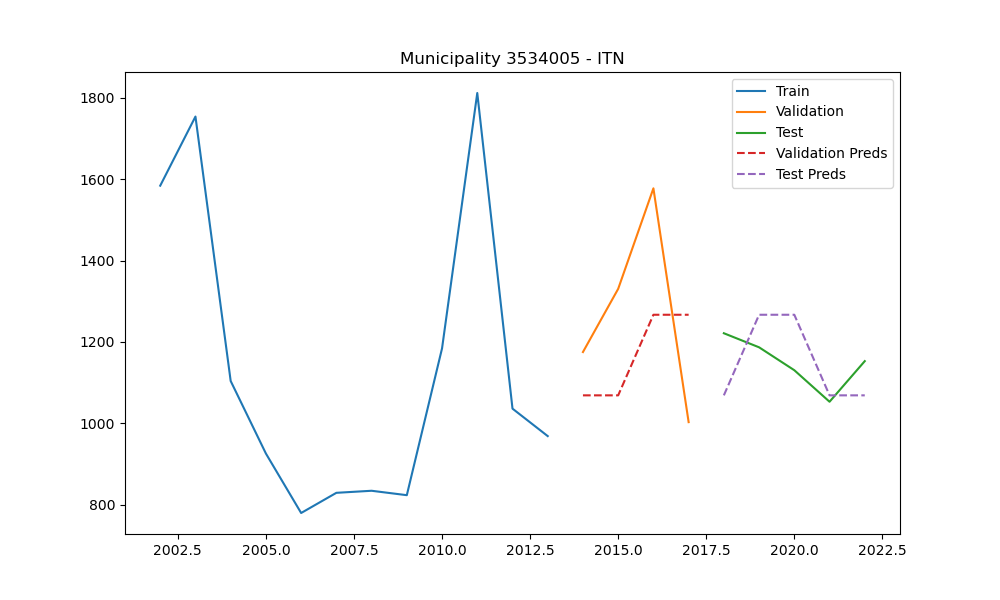 Municipality 3534005 - ITN
1800
1600
1400
1200
1000
800
Train
Validation
Test
Validation Preds
Test Preds
2002.5 2005.0 2007.5 2010.0 2012.5 2015.0 2017.5 2020.0 2022.5